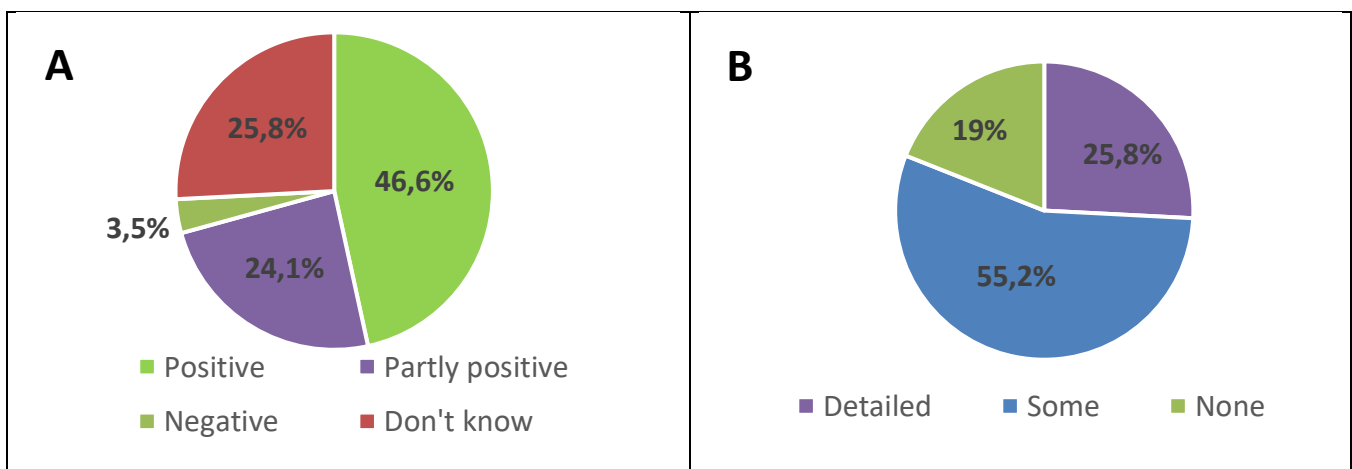 A
25,8%
46,6%
3,5%
24,1%
Positive
Partly positive
Negative
Don't know
B
19%
25,8%
55,2%
Detailed
Some
None